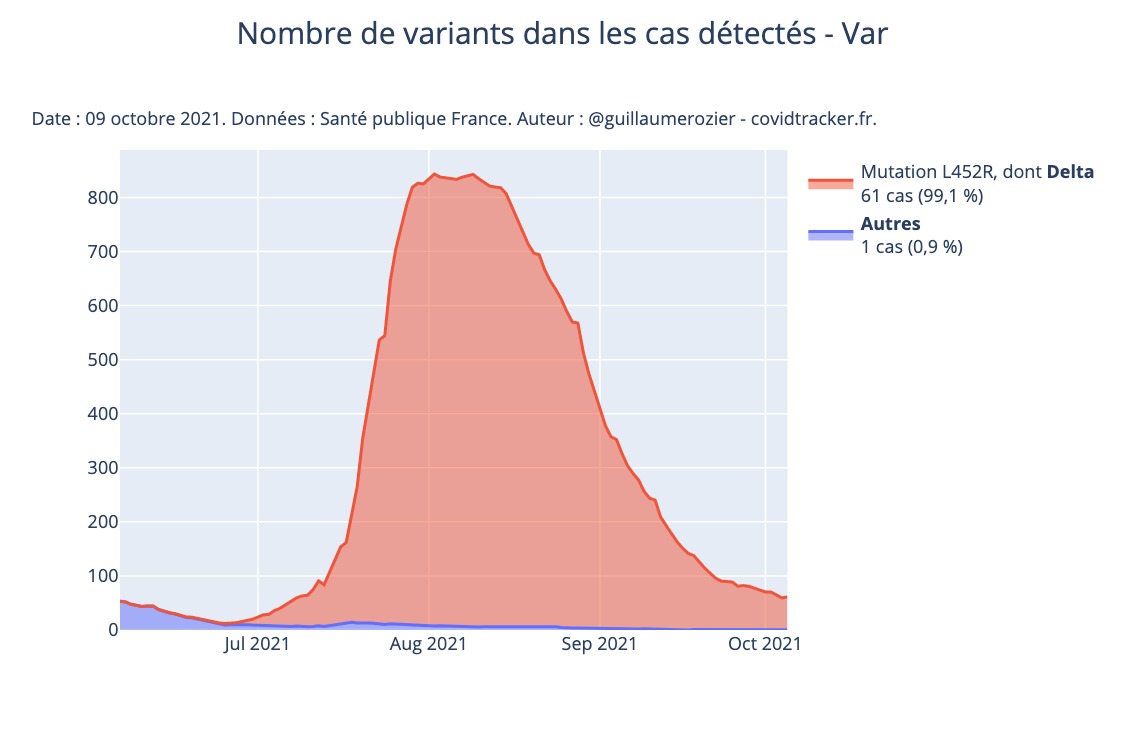 Nombre de variants dans les cas détectés - Var
Date : 09 octobre 2021. Données : Santé publique France. Auteur : @guillaumerozier - covidtracker.fr.
Mutation L452R, dont Delta
61 cas (99,1 %)
Autres
1 cas (0,9 %)
800
700
600
500
400
300
200
100
0
Jul 2021
Aug 2021
Sep 2021
Oct 2021